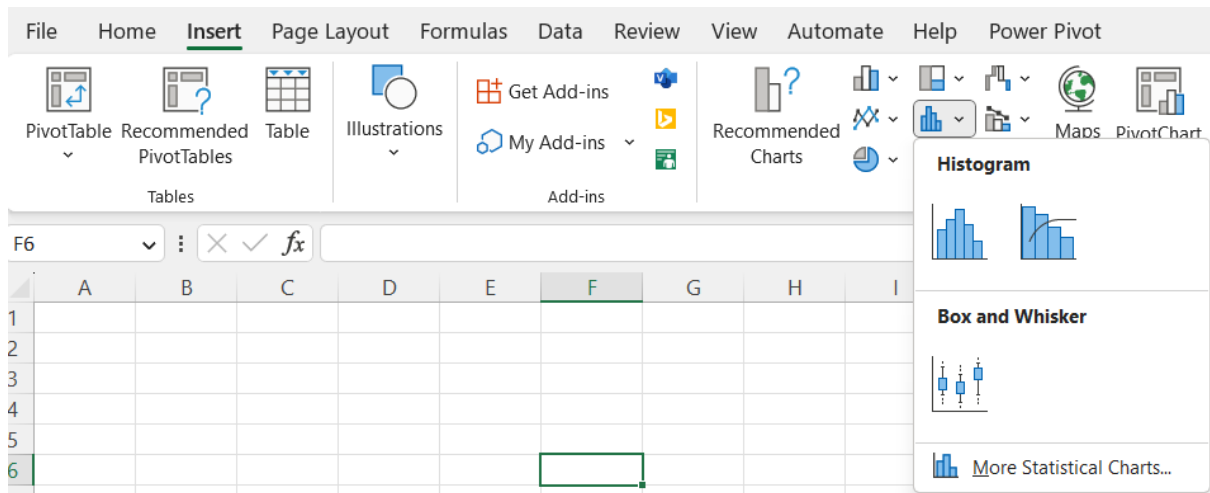 File Home Insert Page Layout Formulas Data Review View Automate Help Power Pivot
PivotTable
Recommended
PivotTables
Table
Tables
Illustrations
Get Add-ins
My Add-ins
Add-ins
Recommended
Charts
Maps
PivotChart
Histogram
Box and Whisker
More Statistical Charts...
F6
fx
A B C D E F G H I
1
2
3
4
5
6